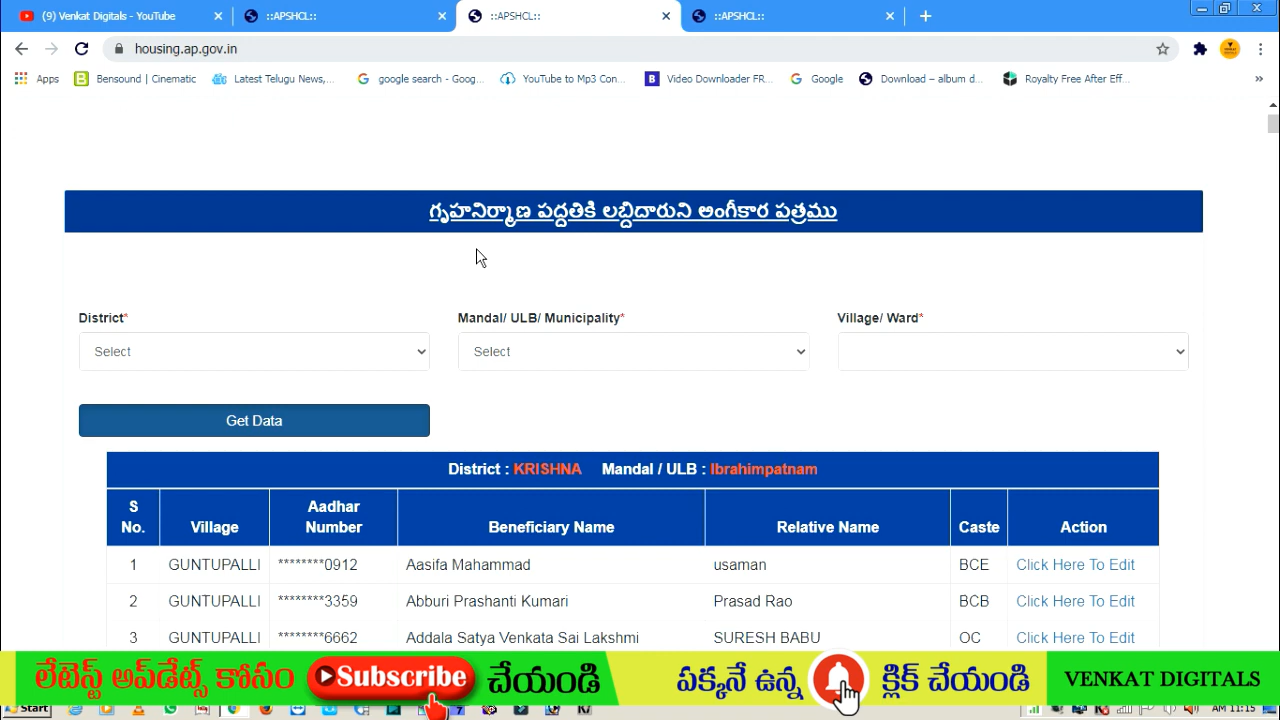 (9) Venkat Digitals - YouTube
::APSHCL::
::APSHCL::
::APSHCL::
housing.ap.gov.in
Apps
Bensound | Cinematic
Latest Telugu News,...
google search - Goog...
YouTube to Mp3 Con...
Video Downloader FR...
Google
Download – album d...
Royalty Free After Eff...
గృహనిర్మాణ పద్దతికి లబ్ధిదారుని అంగీకార పత్రము
District*
Mandal/ ULB/ Municipality*
Village/ Ward*
Select
Select
Get Data
District : KRISHNA Mandal / ULB : Ibrahimpatnam
S No. Village Aadhar Number Beneficiary Name Relative Name Caste Action
1 GUNTUPALLI ********0912 Aasifa Mahammad usaman BCE Click Here To Edit
2 GUNTUPALLI ********3359 Abburi Prashanti Kumari Prasad Rao BCB Click Here To Edit
3 GUNTUPALLI ********6662 Addala Satya Venkata Sai Lakshmi SURESH BABU OC Click Here To Edit
లేటెస్ట్ అప్‌డేట్స్ కోసం Subscribe చేయండి పక్కనే ఉన్న క్లిక్ చేయండి VENKAT DIGITALS
Start
AM 11:15